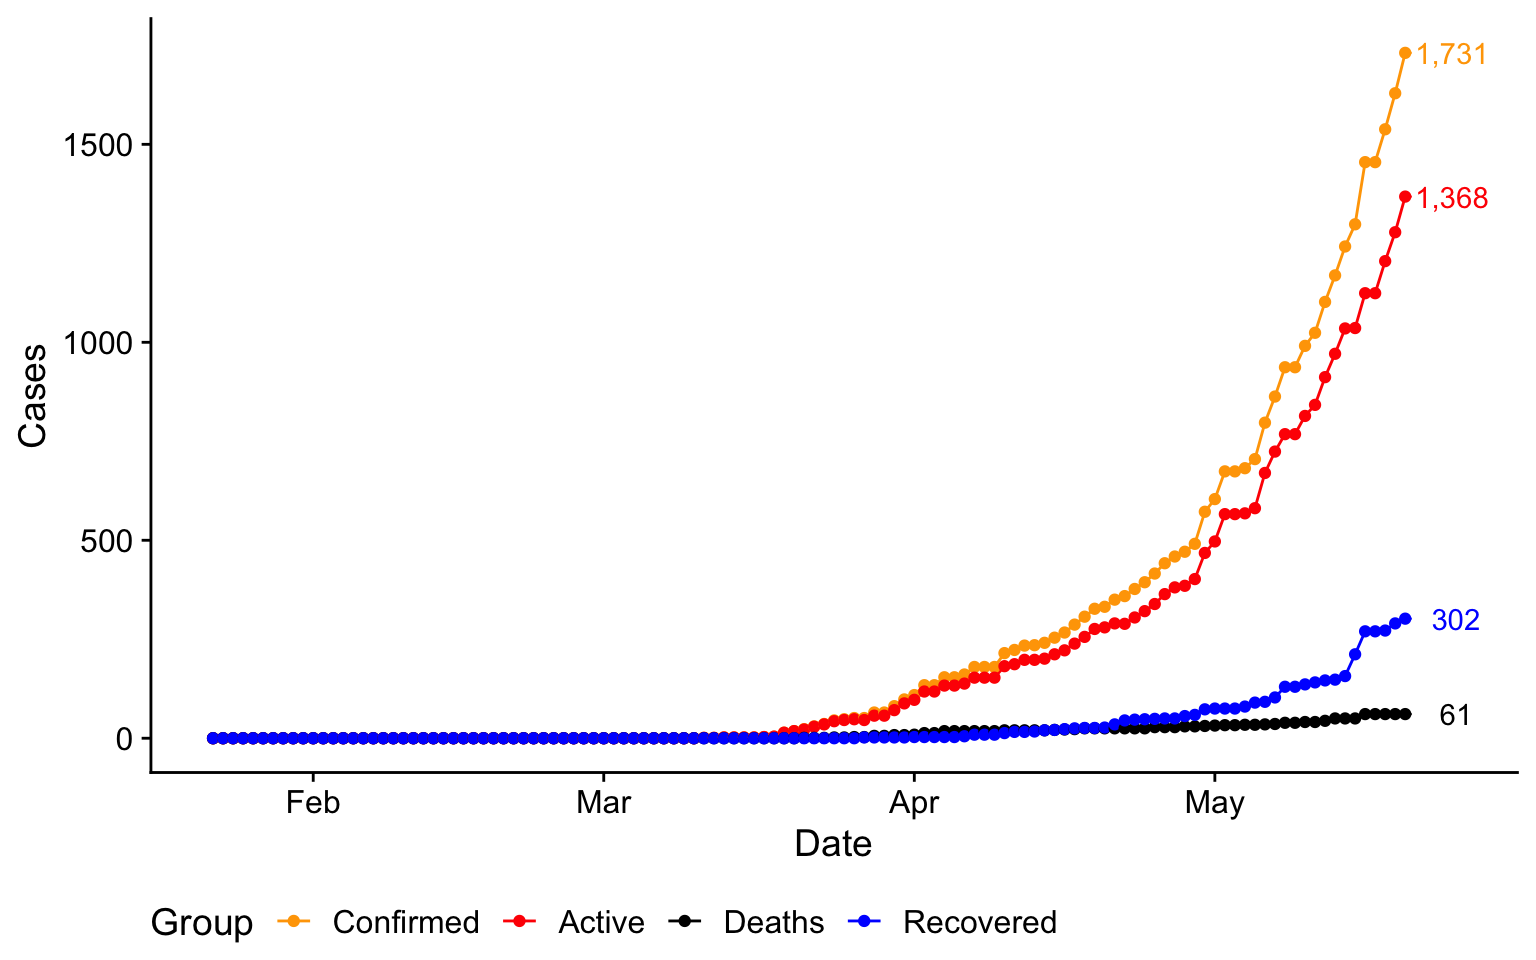 1,731
1500
1,368
1000
Cases
500
302
61
0
Feb Mar Apr May
Date
Group Confirmed Active Deaths Recovered